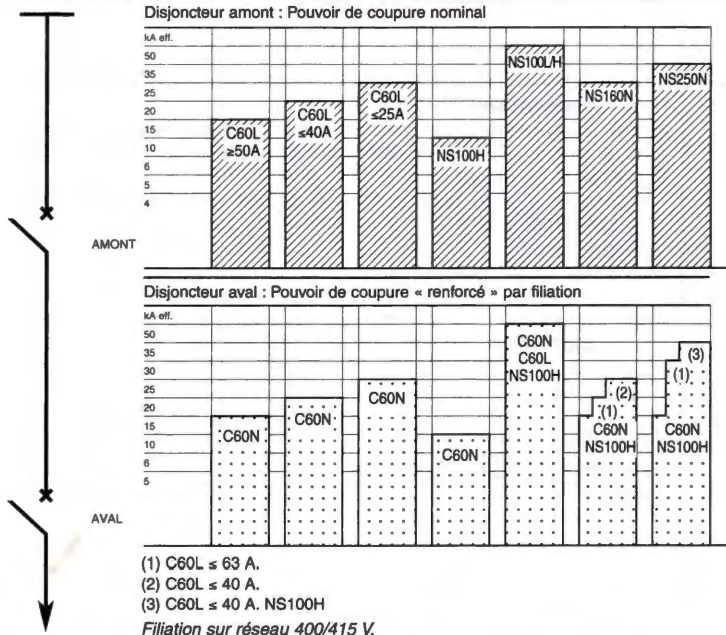 Disjoncteur amont : Pouvoir de coupure nominal
kA eff.
50
35
25
20
15
10
6
5
4
C60L
≥50A
C60L
≤40A
C60L
≤25A
NS100H
NS100L/H
NS160N
NS250N
AMONT
Disjoncteur aval : Pouvoir de coupure « renforcé » par filiation
kA eff.
50
35
30
25
20
15
10
6
5
C60N
C60N
C60N
C60N
C60N
C60L
NS100H
(2)
(1)
C60N
NS100H
(3)
(1)
C60N
NS100H
AVAL
(1) C60L ≤ 63 A.
(2) C60L ≤ 40 A.
(3) C60L ≤ 40 A. NS100H
Filiation sur réseau 400/415 V.